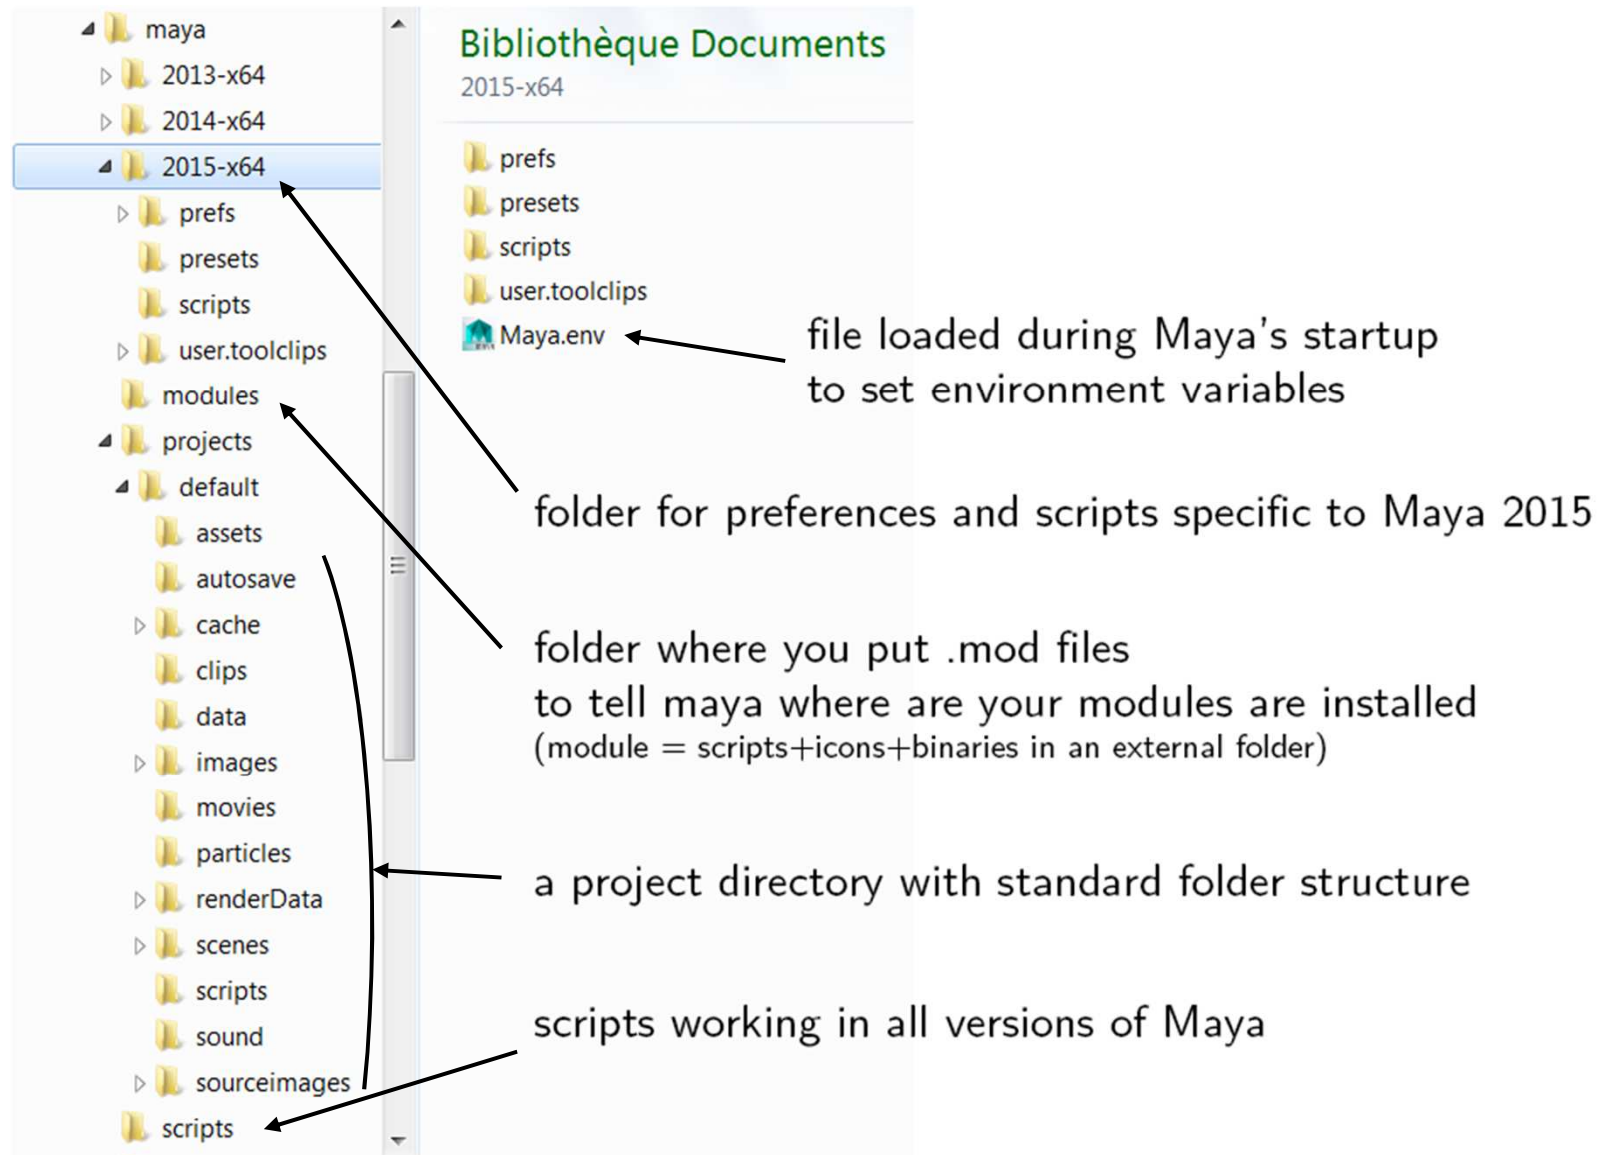 maya
2013-x64
2014-x64
2015-x64
prefs
presets
scripts
user.toolclips
modules
projects
default
assets
autosave
cache
clips
data
images
movies
particles
renderData
scenes
scripts
sound
sourceimages
scripts
Bibliothèque Documents
2015-x64
prefs
presets
scripts
user.toolclips
Maya.env
file loaded during Maya's startup
to set environment variables
folder for preferences and scripts specific to Maya 2015
folder where you put .mod files
to tell maya where are your modules are installed
(module = scripts+icons+binaries in an external folder)
a project directory with standard folder structure
scripts working in all versions of Maya